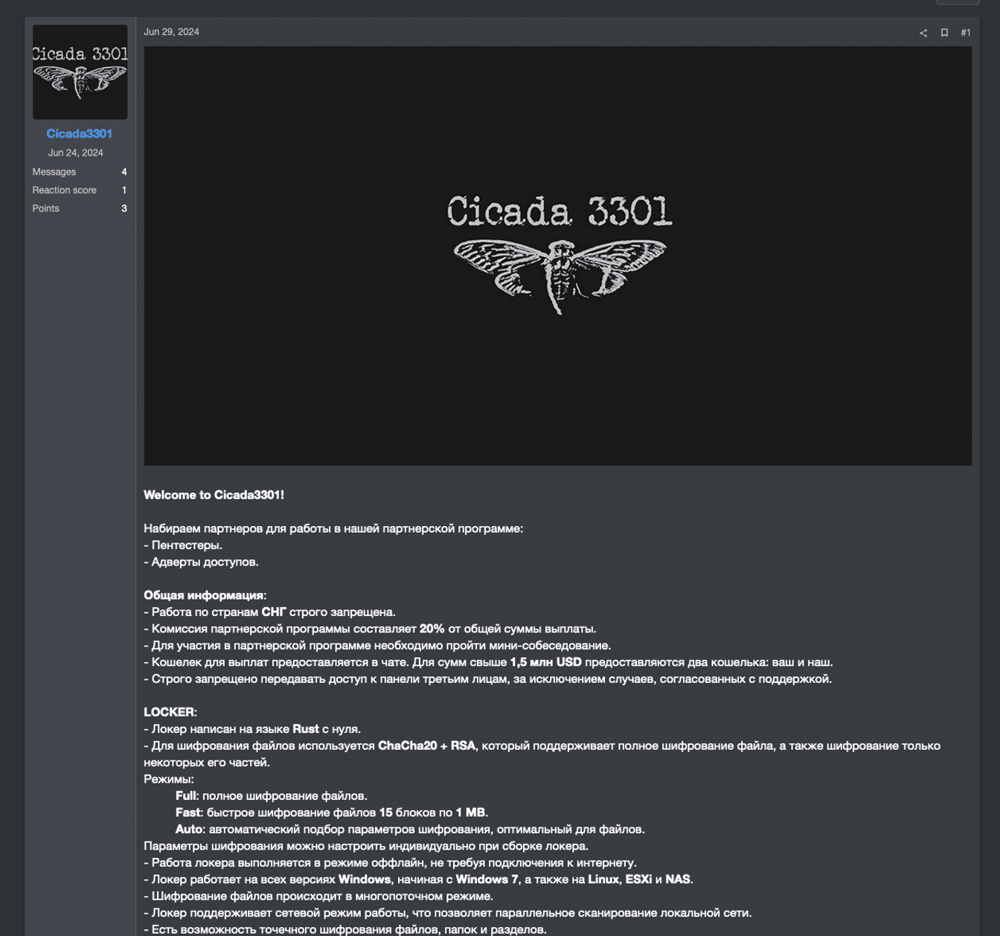 Jun 29, 2024
#1
Cicada 3301
Cicada3301
Jun 24, 2024
Messages 4
Reaction score 1
Points 3
Cicada 3301
Welcome to Cicada3301!
Набираем партнеров для работы в нашей партнерской программе:
- Пентестеры.
- Адверты доступов.
Общая информация:
- Работа по странам СНГ строго запрещена.
- Комиссия партнерской программы составляет 20% от общей суммы выплаты.
- Для участия в партнерской программе необходимо пройти мини-собеседование.
- Кошелек для выплат предоставляется в чате. Для сумм свыше 1,5 млн USD предоставляются два кошелька: ваш и наш.
- Строго запрещено передавать доступ к панели третьим лицам, за исключением случаев, согласованных с поддержкой.
LOCKER:
- Локер написан на языке Rust с нуля.
- Для шифрования файлов используется ChaCha20 + RSA, который поддерживает полное шифрование файла, а также шифрование только
некоторых его частей.
Режимы:
Full: полное шифрование файлов.
Fast: быстрое шифрование файлов 15 блоков по 1 MB.
Auto: автоматический подбор параметров шифрования, оптимальный для файлов.
Параметры шифрования можно настроить индивидуально при сборке локера.
- Работа локера выполняется в режиме оффлайн, не требуя подключения к интернету.
- Локер работает на всех версиях Windows, начиная с Windows 7, а также на Linux, ESXi и NAS.
- Шифрование файлов происходит в многопоточном режиме.
- Локер поддерживает сетевой режим работы, что позволяет параллельное сканирование локальной сети.
- Есть возможность точечного шифрования файлов, папок и разделов.